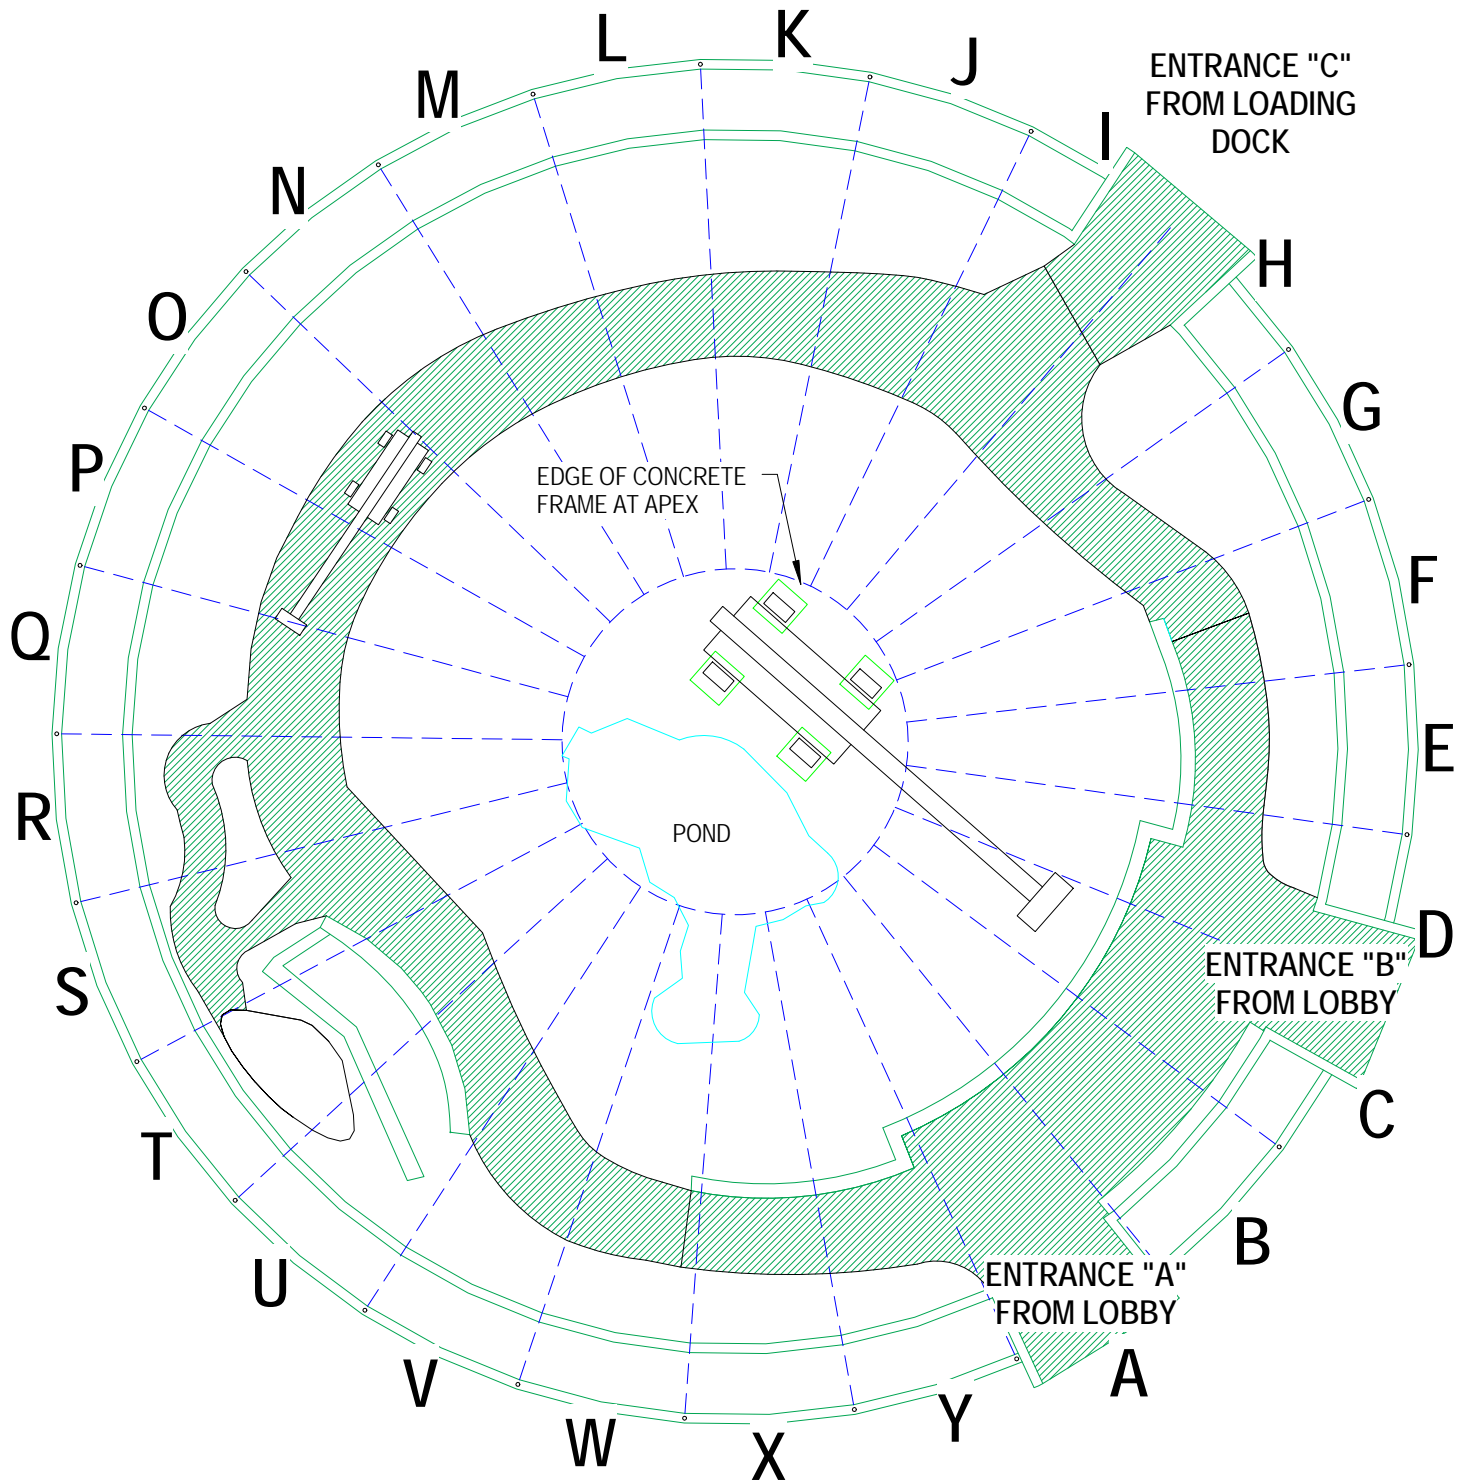 L
K
J
M
ENTRANCE "C"
FROM LOADING
DOCK
I
N
H
O
G
P
EDGE OF CONCRETE
FRAME AT APEX
F
Q
E
R
POND
D
ENTRANCE "B"
FROM LOBBY
S
C
T
B
U
ENTRANCE "A"
FROM LOBBY
A
V
Y
W
X